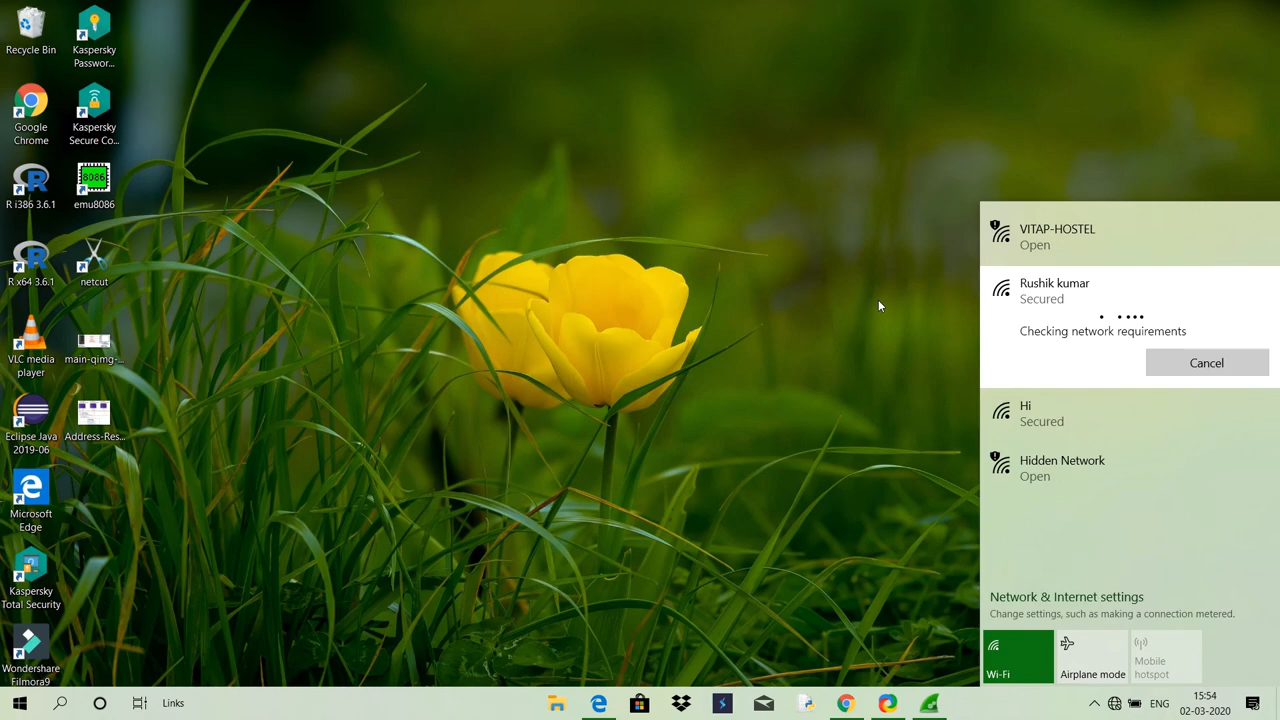 Recycle Bin
Kaspersky
Passwor...
Google
Chrome
Kaspersky
Secure Co...
R i386 3.6.1
8086
emu8086
R x64 3.6.1
netcut
VLC media
player
main-qimg-...
Eclipse Java
2019-06
Address-Res...
Microsoft
Edge
Kaspersky
Total Security
Wondershare
Filmora9
VITAP-HOSTEL
Open
Rushik kumar
Secured
Checking network requirements
Cancel
Hi
Secured
Hidden Network
Open
Network & Internet settings
Change settings, such as making a connection metered.
Wi-Fi
Airplane mode
Mobile
hotspot
Links
ENG
15:54
02-03-2020